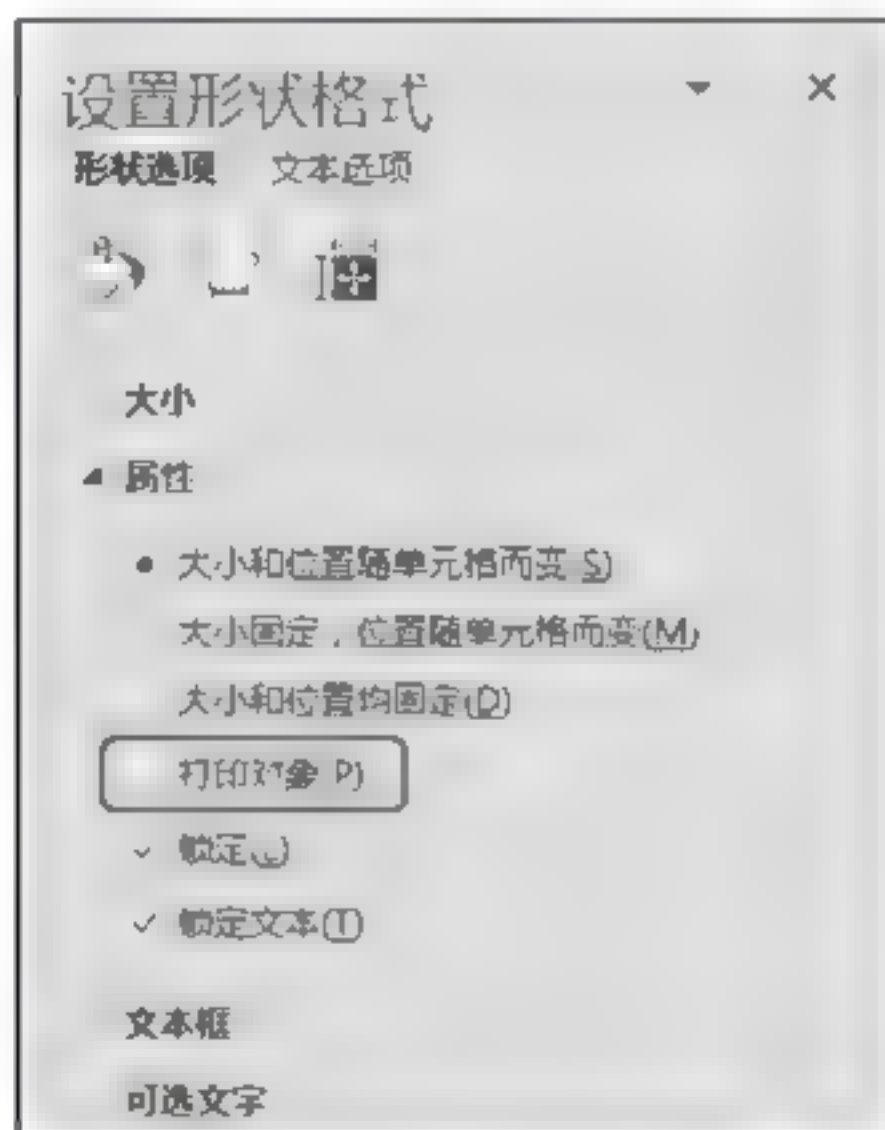 设置形状格式
形状选项 文本选项
大小
属性
大小和位置随单元格而变(S)
大小固定，位置随单元格而变(M)
大小和位置均固定(D)
打印对象(P)
锁定(L)
锁定文本(T)
文本框
可选文字